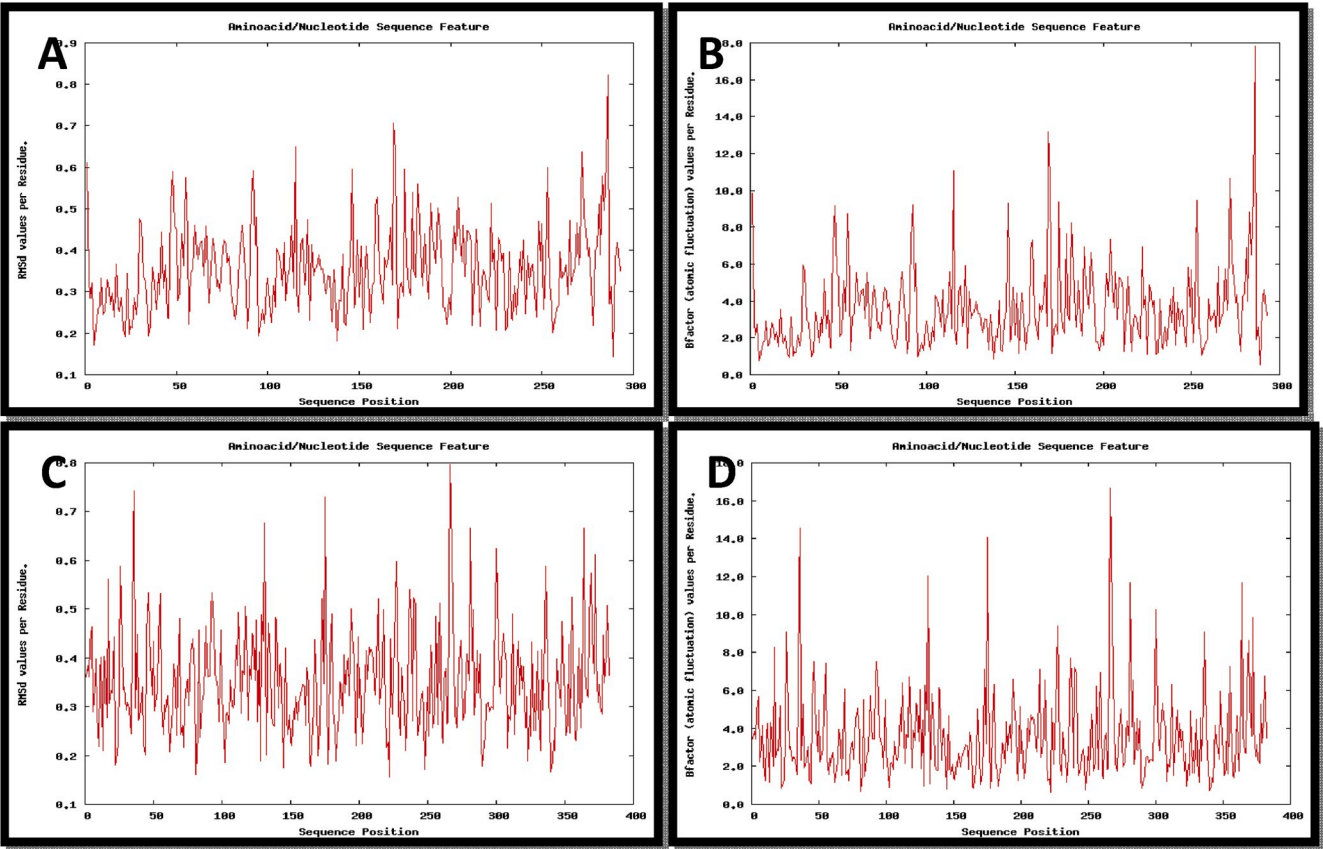 A
Aminoacid/Nucleotide Sequence Feature
RMSd values per Residue.
0.9
0.8
0.7
0.6
0.5
0.4
0.3
0.2
0.1
0 50 100 150 200 250 300
Sequence Position
B
Aminoacid/Nucleotide Sequence Feature
Bfactor (atomic fluctuation) values per Residue.
18.0
16.0
14.0
12.0
10.0
8.0
6.0
4.0
2.0
0.0
0 50 100 150 200 250 300
Sequence Position
C
Aminoacid/Nucleotide Sequence Feature
RMSd values per Residue.
0.8
0.7
0.6
0.5
0.4
0.3
0.2
0.1
0 50 100 150 200 250 300 350 400
Sequence Position
D
Aminoacid/Nucleotide Sequence Feature
Bfactor (atomic fluctuation) values per Residue.
18.0
16.0
14.0
12.0
10.0
8.0
6.0
4.0
2.0
0.0
0 50 100 150 200 250 300 350 400
Sequence Position